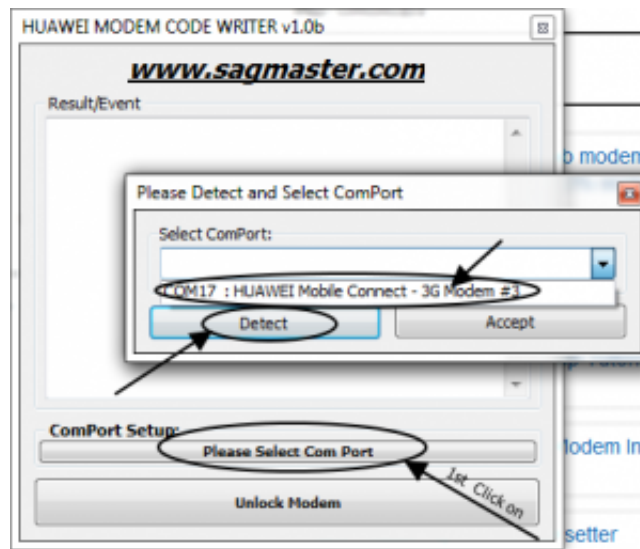 HUAWEI MODEM CODE WRITER v1.0b
www.sagmaster.com
Result/Event
b modem
Please Detect and Select ComPort
Select ComPort:
COM17 : HUAWEI Mobile Connect - 3G Modem #3
Detect
Accept
ComPort Setup:
Please Select Com Port
1st Click on
Modem In
Unlock Modem
setter